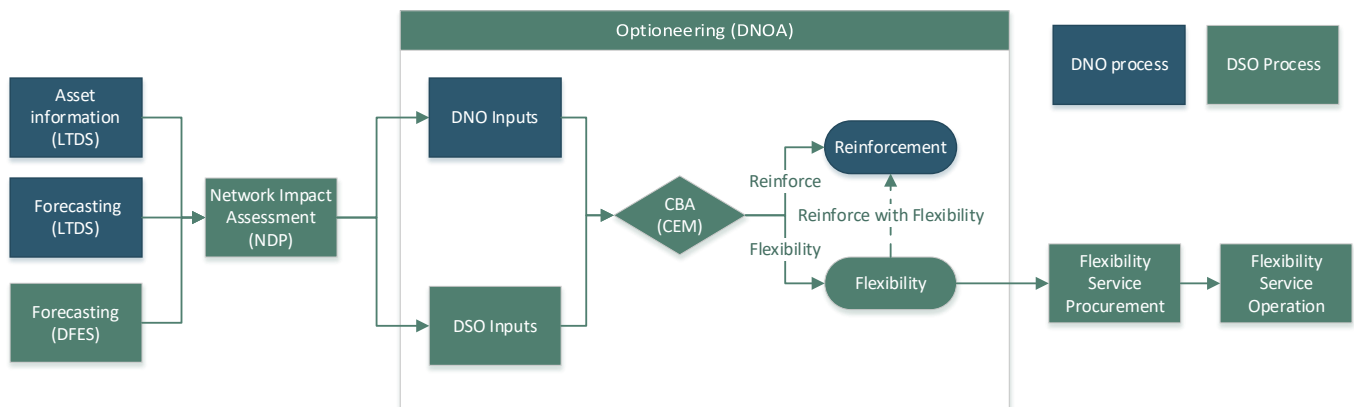 Optioneering (DNOA)
DNO process
DSO Process
Asset
information
(LTDS)
Forecasting
(LTDS)
Forecasting
(DFES)
Network Impact
Assessment
(NDP)
DNO Inputs
DSO Inputs
CBA
(CEM)
Reinforce
Reinforcement
Reinforce with Flexibility
Flexibility
Flexibility
Flexibility
Service
Procurement
Flexibility
Service
Operation